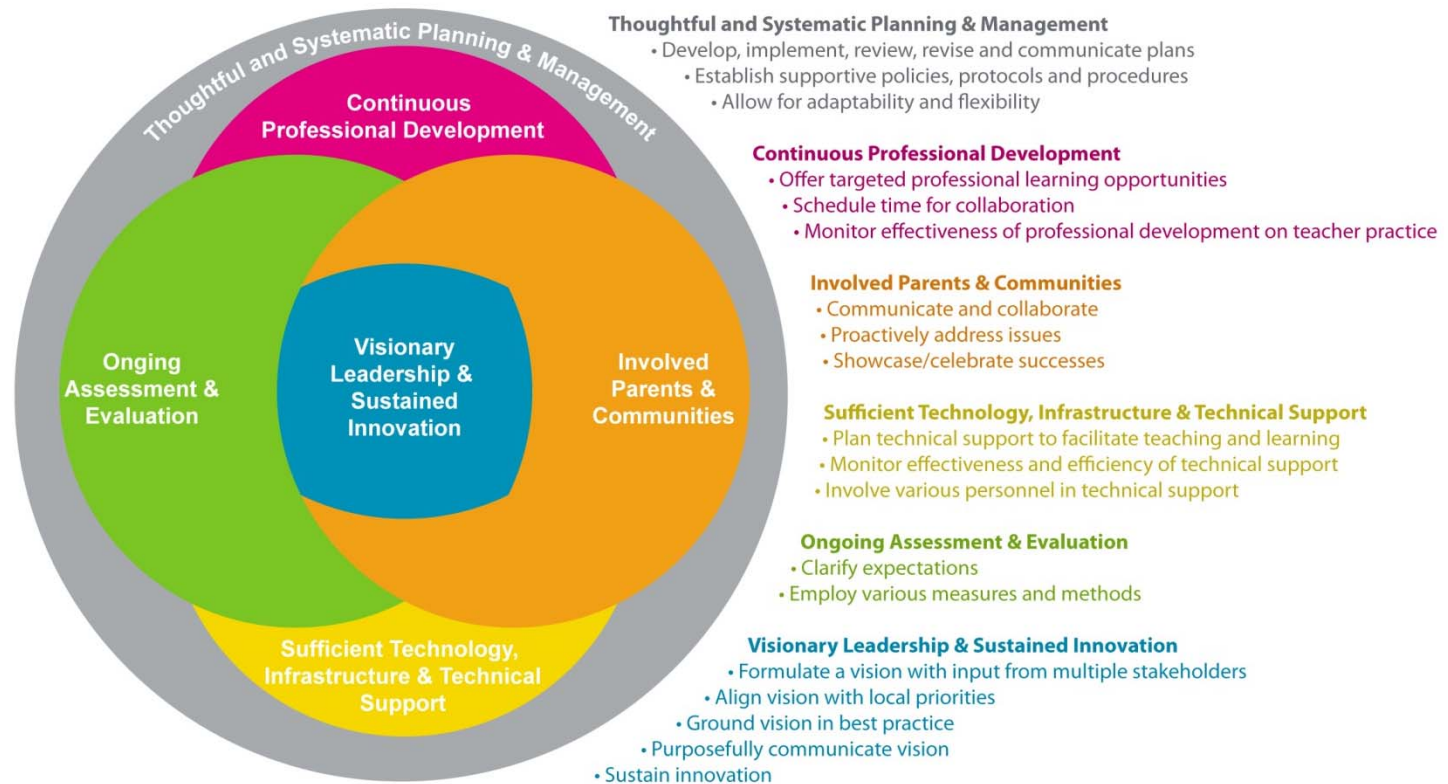 Thoughtful and Systematic Planning & Management
Continuous
Professional Development
Ongoing
Assessment &
Evaluation
Visionary
Leadership &
Sustained
Innovation
Involved
Parents &
Communities
Sufficient Technology,
Infrastructure & Technical
Support
Thoughtful and Systematic Planning & Management
• Develop, implement, review, revise and communicate plans
• Establish supportive policies, protocols and procedures
• Allow for adaptability and flexibility
Continuous Professional Development
• Offer targeted professional learning opportunities
• Schedule time for collaboration
• Monitor effectiveness of professional development on teacher practice
Involved Parents & Communities
• Communicate and collaborate
• Proactively address issues
• Showcase/celebrate successes
Sufficient Technology, Infrastructure & Technical Support
• Plan technical support to facilitate teaching and learning
• Monitor effectiveness and efficiency of technical support
• Involve various personnel in technical support
Ongoing Assessment & Evaluation
• Clarify expectations
• Employ various measures and methods
Visionary Leadership & Sustained Innovation
• Formulate a vision with input from multiple stakeholders
• Align vision with local priorities
• Ground vision in best practice
• Purposefully communicate vision
• Sustain innovation